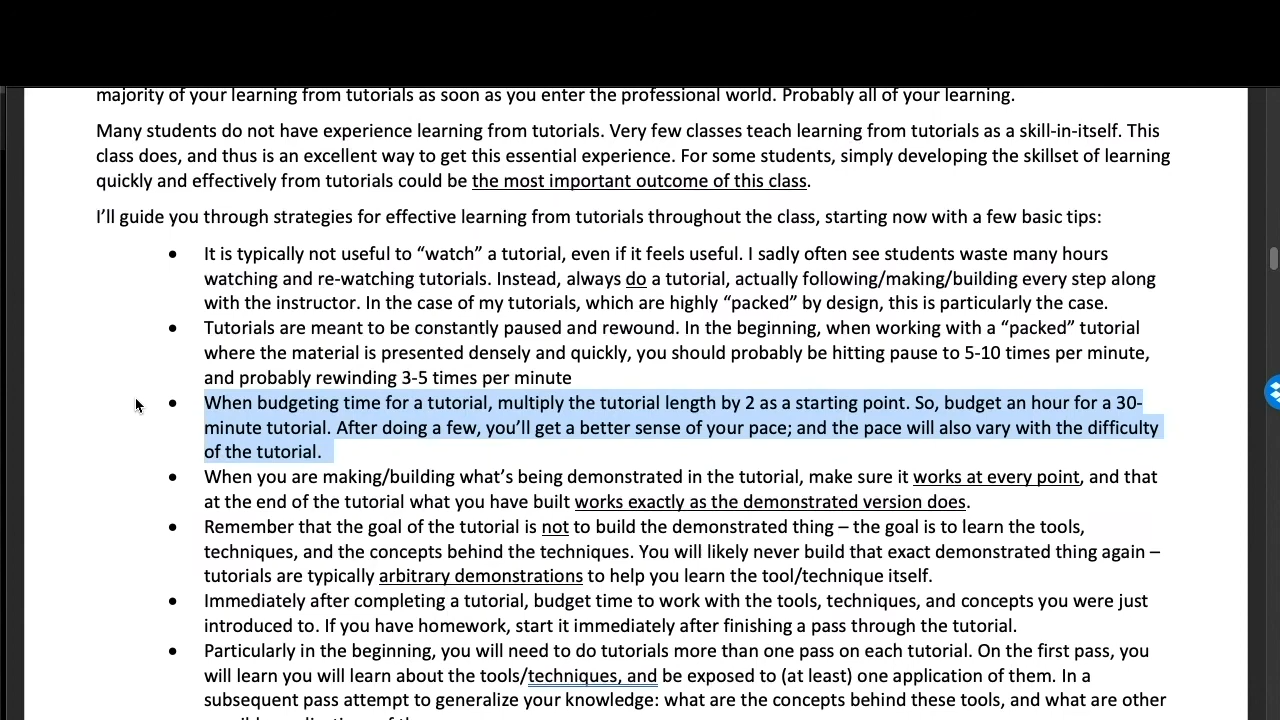 majority of your learning from tutorials as soon as you enter the professional world. Probably all of your learning.
Many students do not have experience learning from tutorials. Very few classes teach learning from tutorials as a skill-in-itself. This
class does, and thus is an excellent way to get this essential experience. For some students, simply developing the skillset of learning
quickly and effectively from tutorials could be the most important outcome of this class.
I’ll guide you through strategies for effective learning from tutorials throughout the class, starting now with a few basic tips:
• It is typically not useful to “watch” a tutorial, even if it feels useful. I sadly often see students waste many hours
watching and re-watching tutorials. Instead, always do a tutorial, actually following/making/building every step along
with the instructor. In the case of my tutorials, which are highly “packed” by design, this is particularly the case.
• Tutorials are meant to be constantly paused and rewound. In the beginning, when working with a “packed” tutorial
where the material is presented densely and quickly, you should probably be hitting pause to 5-10 times per minute,
and probably rewinding 3-5 times per minute
• When budgeting time for a tutorial, multiply the tutorial length by 2 as a starting point. So, budget an hour for a 30-
minute tutorial. After doing a few, you’ll get a better sense of your pace; and the pace will also vary with the difficulty
of the tutorial.
• When you are making/building what’s being demonstrated in the tutorial, make sure it works at every point, and that
at the end of the tutorial what you have built works exactly as the demonstrated version does.
• Remember that the goal of the tutorial is not to build the demonstrated thing – the goal is to learn the tools,
techniques, and the concepts behind the techniques. You will likely never build that exact demonstrated thing again –
tutorials are typically arbitrary demonstrations to help you learn the tool/technique itself.
• Immediately after completing a tutorial, budget time to work with the tools, techniques, and concepts you were just
introduced to. If you have homework, start it immediately after finishing a pass through the tutorial.
• Particularly in the beginning, you will need to do tutorials more than one pass on each tutorial. On the first pass, you
will learn you will learn about the tools/techniques, and be exposed to (at least) one application of them. In a
subsequent pass attempt to generalize your knowledge: what are the concepts behind these tools, and what are other